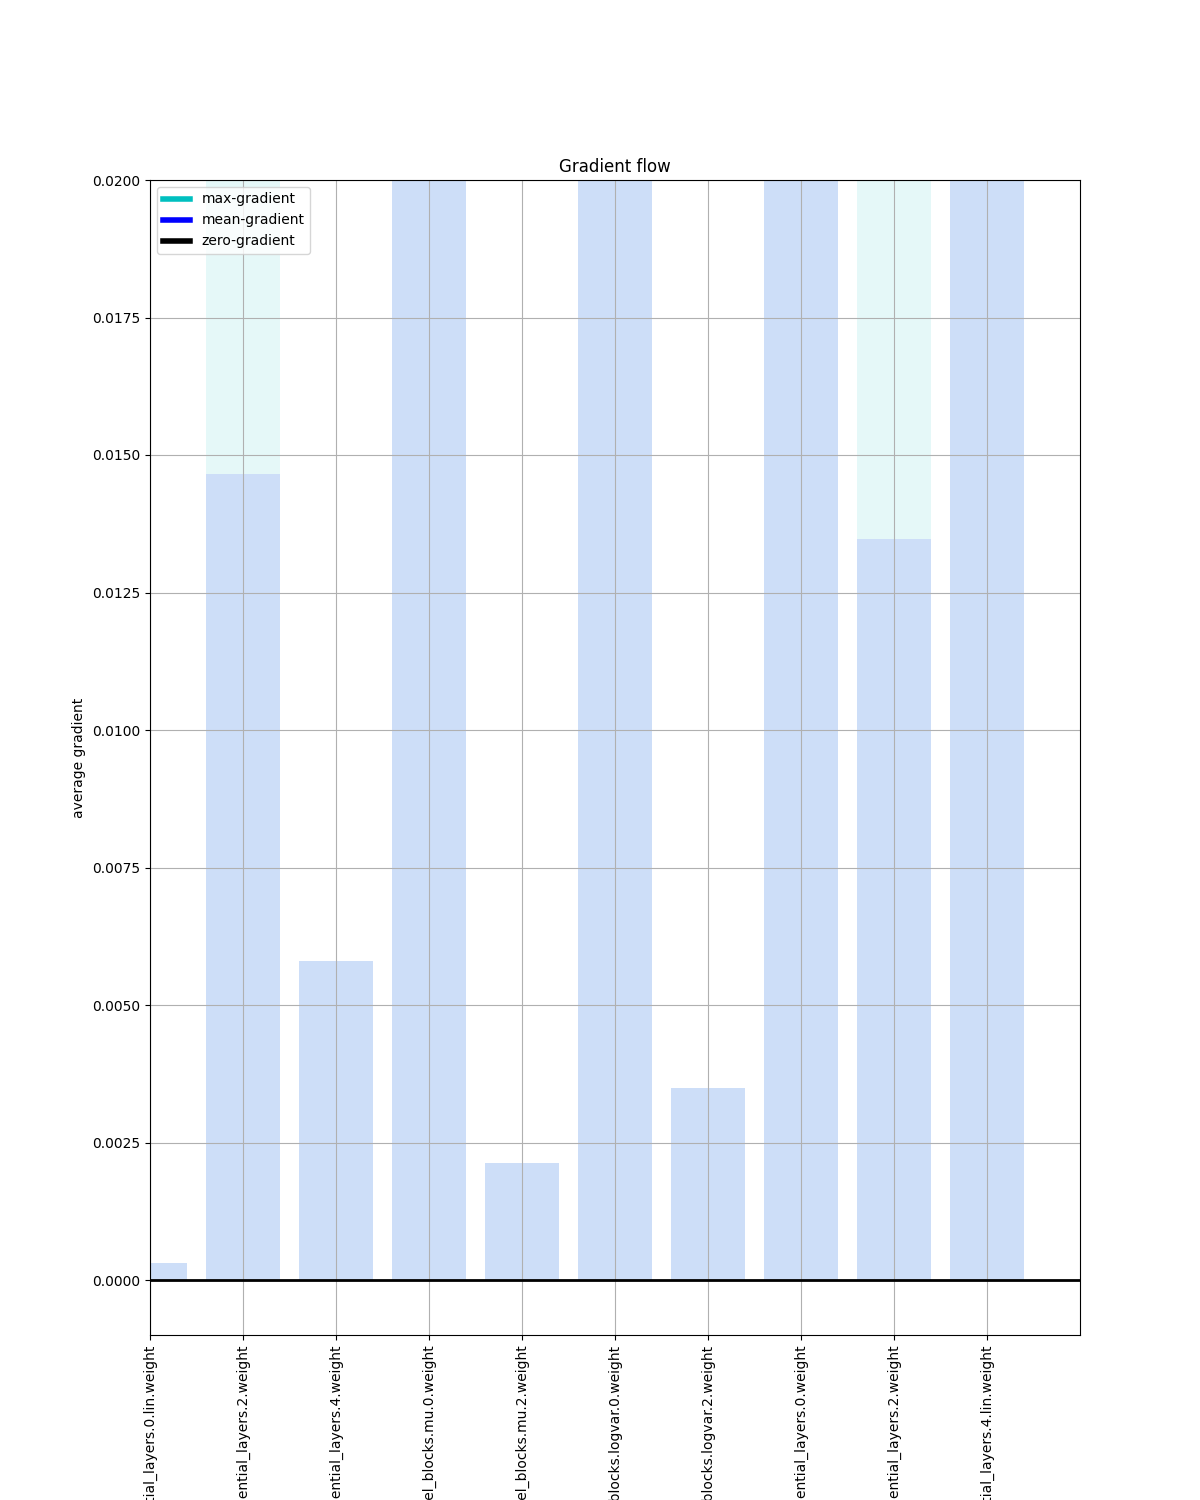 Gradient flow
max-gradient
mean-gradient
zero-gradient
0.0200
0.0175
0.0150
0.0125
0.0100
0.0075
0.0050
0.0025
0.0000
average gradient
tial_layers.0.lin.weight
ential_layers.2.weight
ential_layers.4.weight
el_blocks.mu.0.weight
el_blocks.mu.2.weight
blocks.logvar.0.weight
blocks.logvar.2.weight
ential_layers.0.weight
ential_layers.2.weight
tial_layers.4.lin.weight